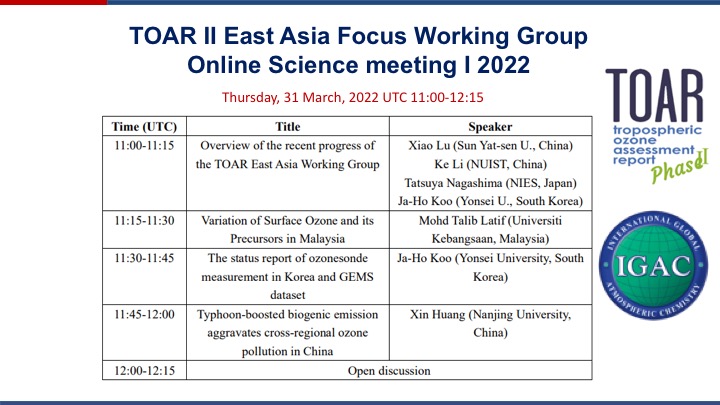 TOAR II East Asia Focus Working Group
Online Science meeting I 2022
Thursday, 31 March, 2022 UTC 11:00-12:15
Time (UTC) Title Speaker
11:00-11:15 Overview of the recent progress of Xiao Lu (Sun Yat-sen U., China)
the TOAR East Asia Working Group Ke Li (NUIST, China)
Tatsuya Nagashima (NIES, Japan)
Ja-Ho Koo (Yonsei U., South Korea)
11:15-11:30 Variation of Surface Ozone and its Mohd Talib Latif (Universiti
Precursors in Malaysia Kebangsaan, Malaysia)
11:30-11:45 The status report of ozonesonde Ja-Ho Koo (Yonsei University, South
measurement in Korea and GEMS Korea)
dataset
11:45-12:00 Typhoon-boosted biogenic emission Xin Huang (Nanjing University,
aggravates cross-regional ozone China)
pollution in China
12:00-12:15 Open discussion
TOAR
tropospheric
ozone
assessment
report
Phase II
INTERNATIONAL GLOBAL
IGAC
ATMOSPHERIC CHEMISTRY